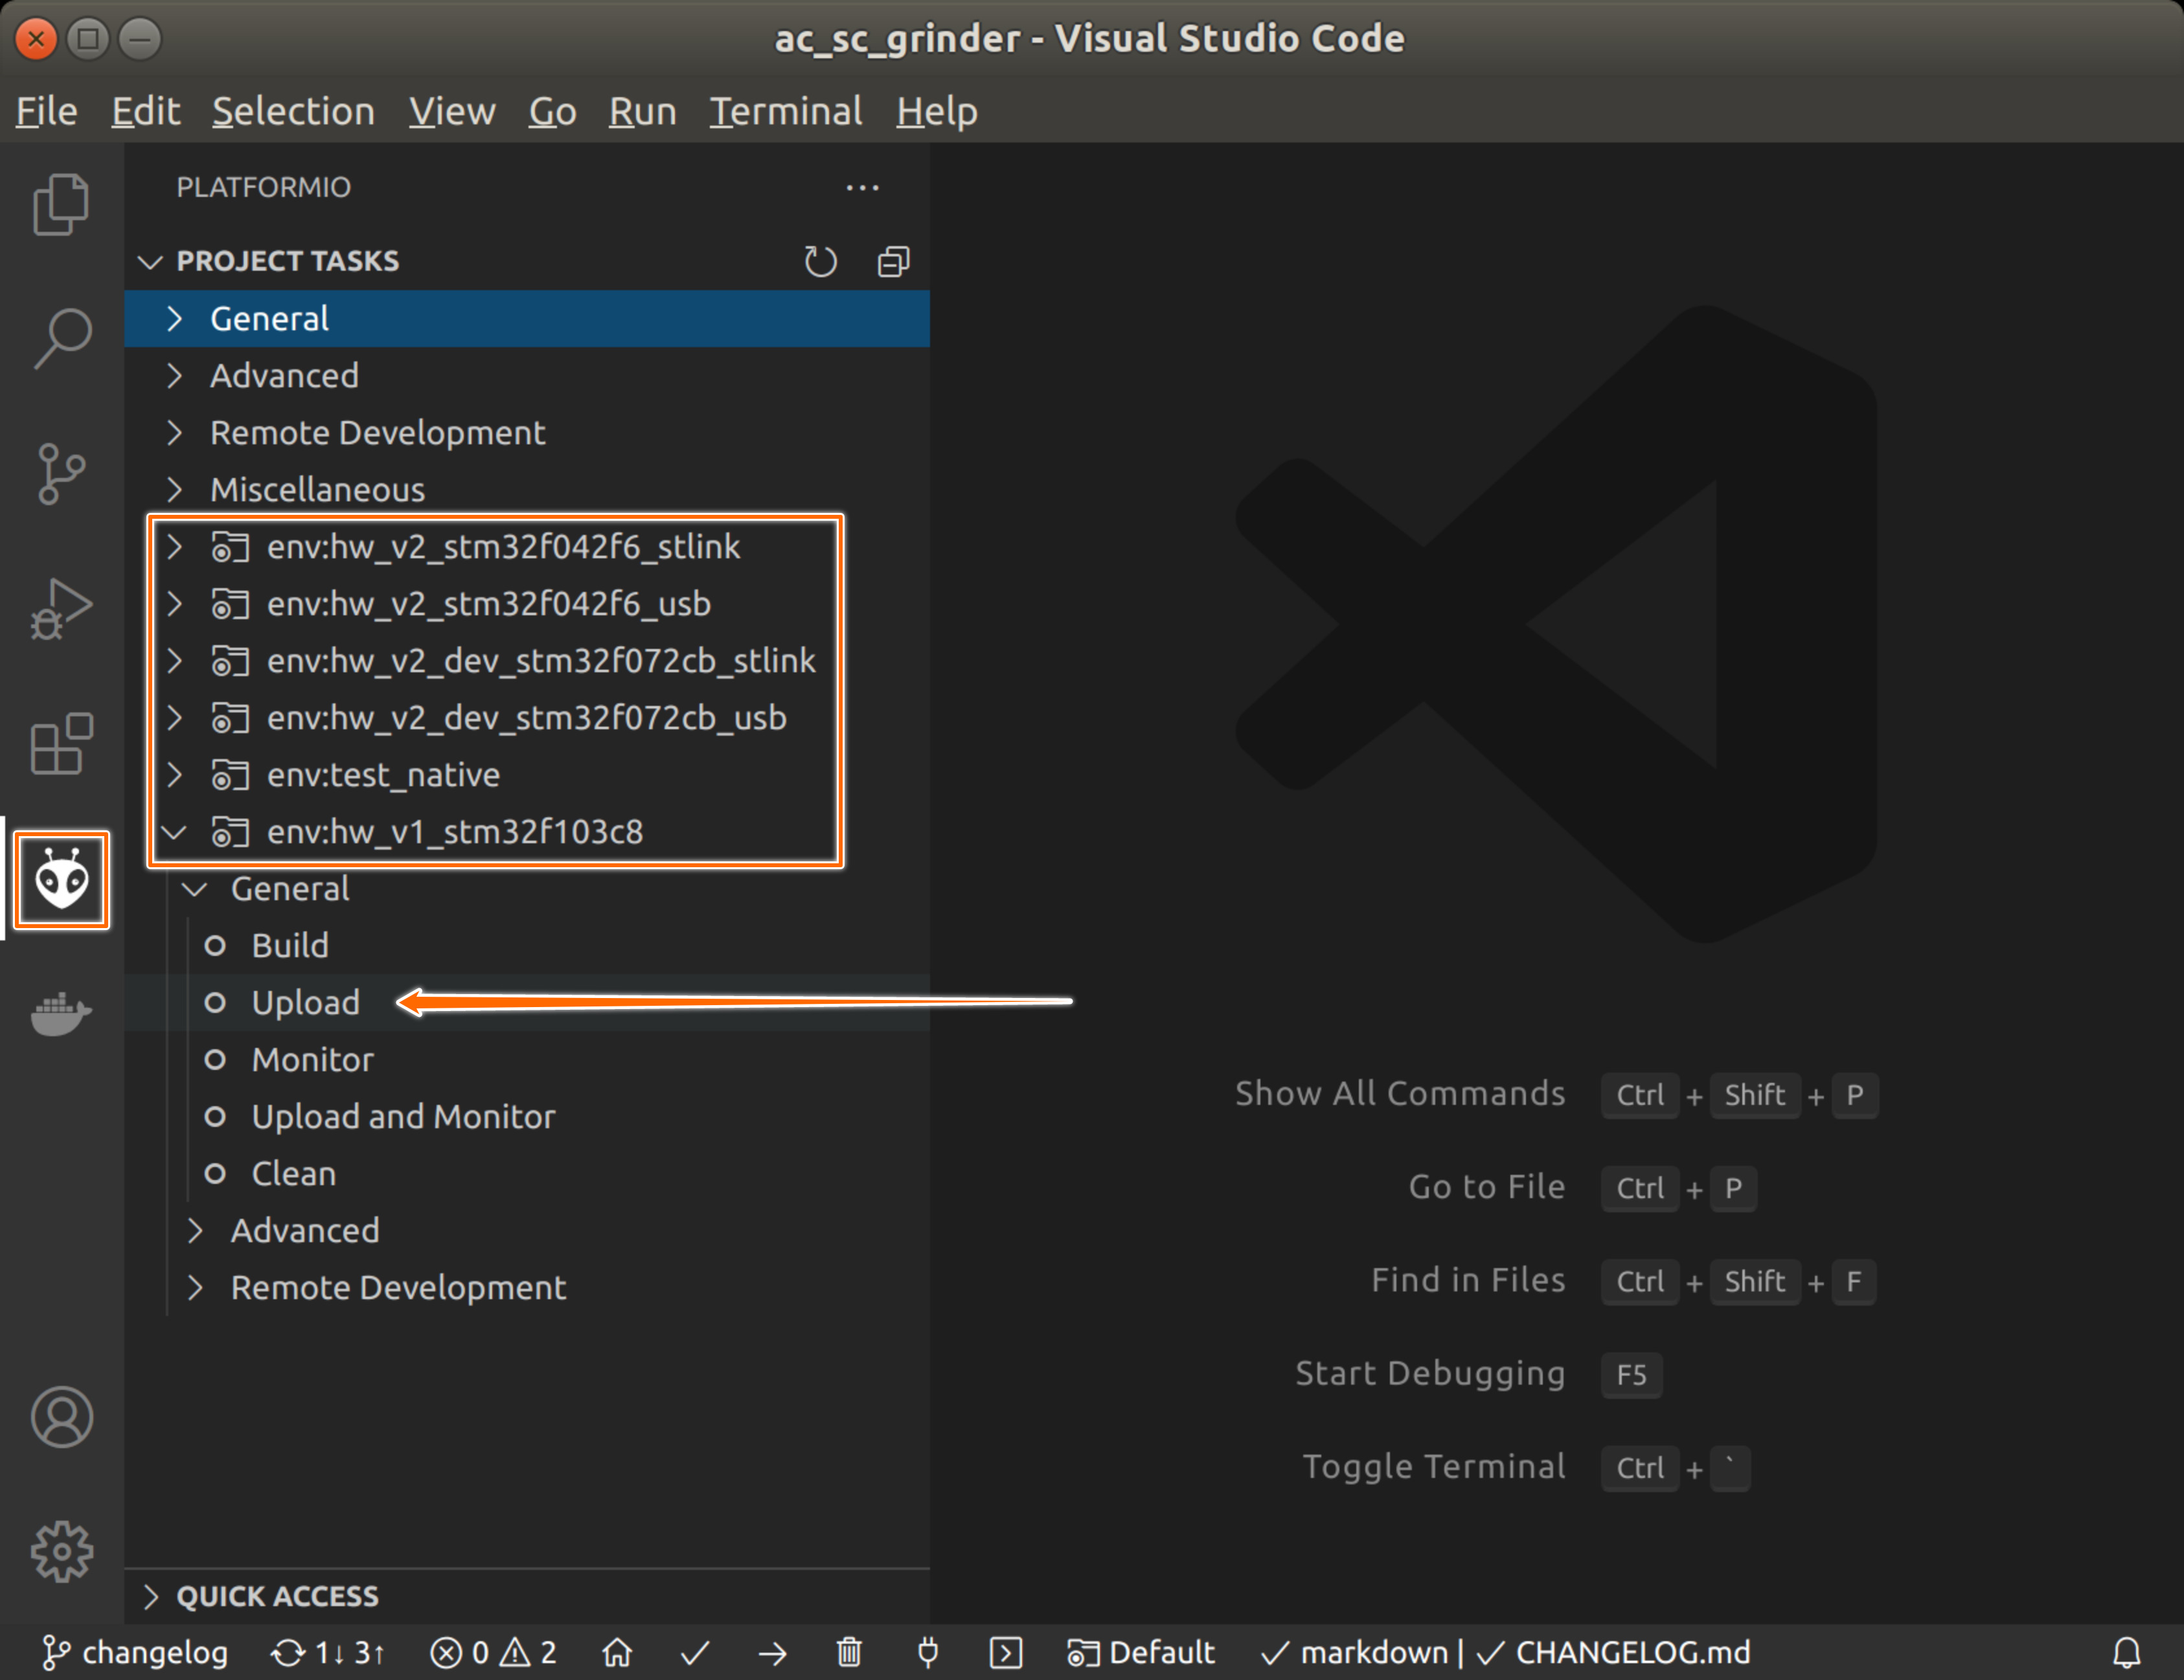 ac_sc_grinder - Visual Studio Code
File Edit Selection View Go Run Terminal Help
PLATFORMIO
PROJECT TASKS
General
Advanced
Remote Development
Miscellaneous
env:hw_v2_stm32f042f6_stlink
env:hw_v2_stm32f042f6_usb
env:hw_v2_dev_stm32f072cb_stlink
env:hw_v2_dev_stm32f072cb_usb
env:test_native
env:hw_v1_stm32f103c8
General
Build
Upload
Monitor
Upload and Monitor
Clean
Advanced
Remote Development
Show All Commands Ctrl + Shift + P
Go to File Ctrl + P
Find in Files Ctrl + Shift + F
Start Debugging F5
Toggle Terminal Ctrl + `
QUICK ACCESS
changelog 1↓ 3↑ 0 2 Default ✓ markdown | ✓ CHANGELOG.md